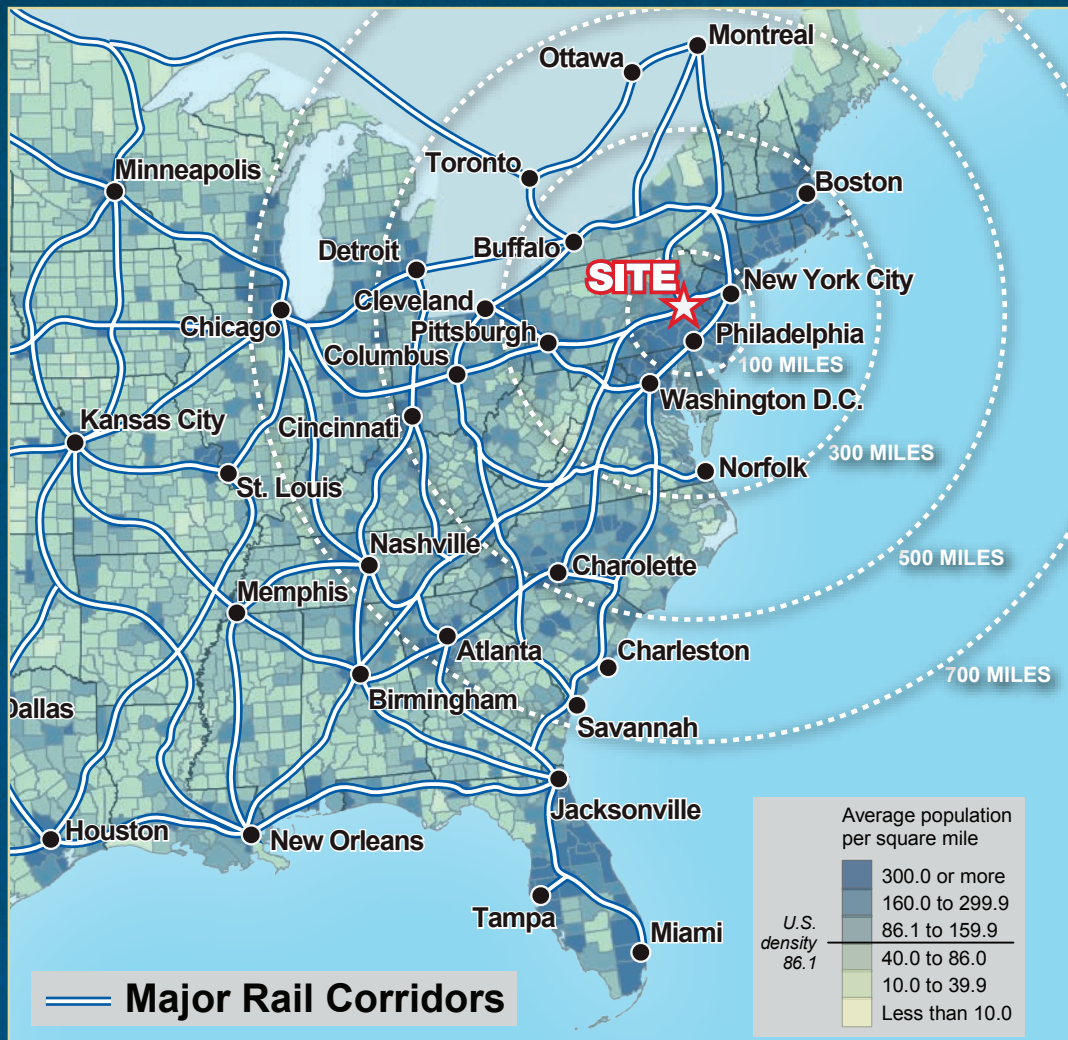 Montreal
Ottawa
Toronto
Minneapolis
Boston
Detroit
Buffalo
SITE
New York City
Cleveland
Chicago
Pittsburgh
Philadelphia
Columbus
100 MILES
Washington D.C.
Kansas City
Cincinnati
300 MILES
Norfolk
St. Louis
Nashville
500 MILES
Charolette
Memphis
Atlanta
Charleston
700 MILES
Birmingham
Dallas
Savannah
Jacksonville
Houston
New Orleans
Tampa
Miami
Average population
per square mile
300.0 or more
160.0 to 299.9
86.1 to 159.9
U.S.
density
86.1
40.0 to 86.0
10.0 to 39.9
Less than 10.0
Major Rail Corridors